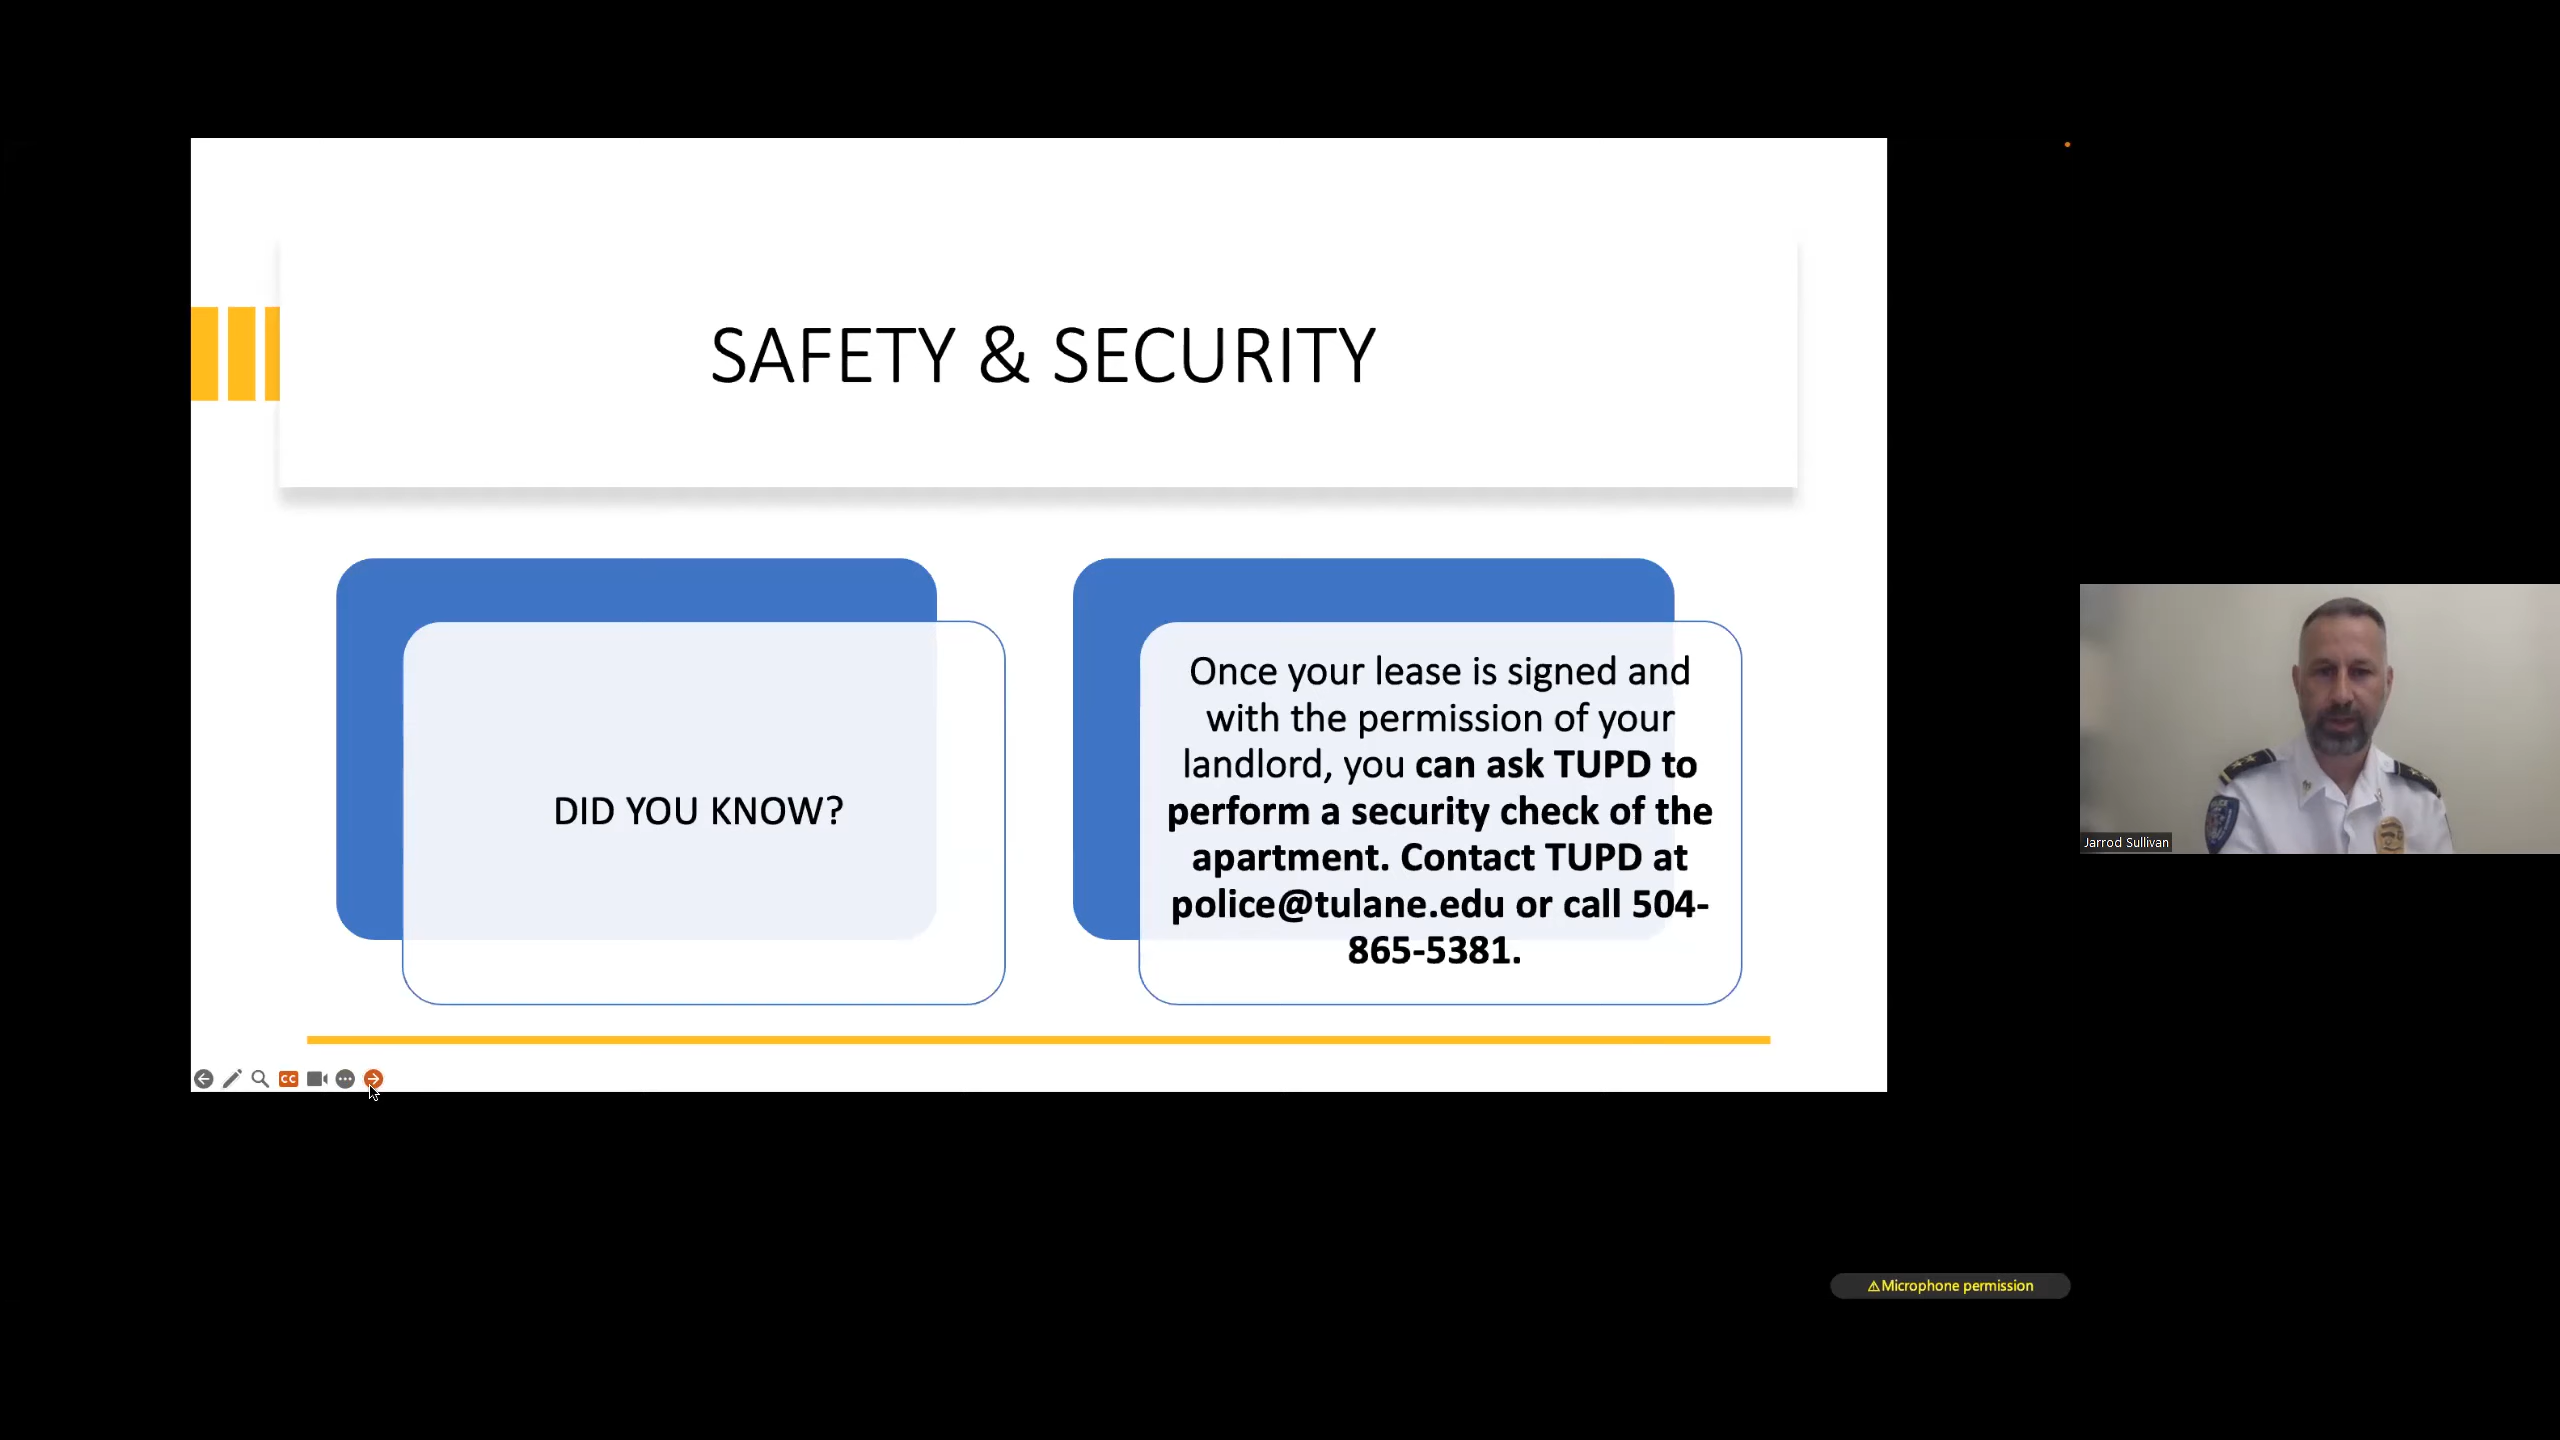 SAFETY & SECURITY
DID YOU KNOW?
Once your lease is signed and
with the permission of your
landlord, you can ask TUPD to
perform a security check of the
apartment. Contact TUPD at
police@tulane.edu or call 504-
865-5381.
CC
Jarrod Sullivan
⚠Microphone permission